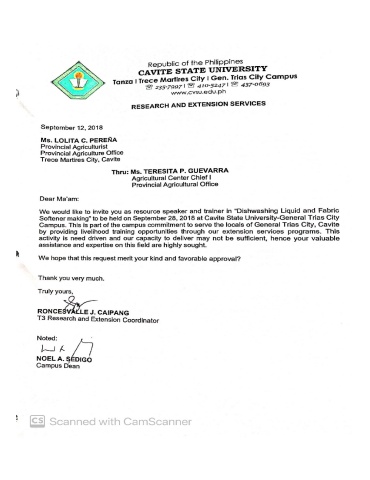 Republic of the Philippines
CAVITE STATE UNIVERSITY
Tanza I Trece Martires City I Gen. Trias City Campus
☏ 235-7997 I ☏ 410-5247 I ☏ 437-0693
www.cvsu.edu.ph
RESEARCH AND EXTENSION SERVICES
September 12, 2018
Ms. LOLITA C. PEREÑA
Provincial Agriculturist
Provincial Agriculture Office
Trece Martires City, Cavite
Thru: Ms. TERESITA P. GUEVARRA
Agricultural Center Chief I
Provincial Agricultural Office
Dear Ma'am:
We would like to invite you as resource speaker and trainer in "Dishwashing Liquid and Fabric
Softener making" to be held on September 28, 2018 at Cavite State University-General Trias City
Campus. This is part of the campus commitment to serve the locals of General Trias City, Cavite
by providing livelihood training opportunities through our extension services programs. This
activity is need driven and our capacity to deliver may not be sufficient, hence your valuable
assistance and expertise on this field are highly sought.
We hope that this request merit your kind and favorable approval?
Thank you very much.
Truly yours,
RONCESVALLE J. CAIPANG
T3 Research and Extension Coordinator
Noted:
NOEL A. SEDIGO
Campus Dean
CS Scanned with CamScanner